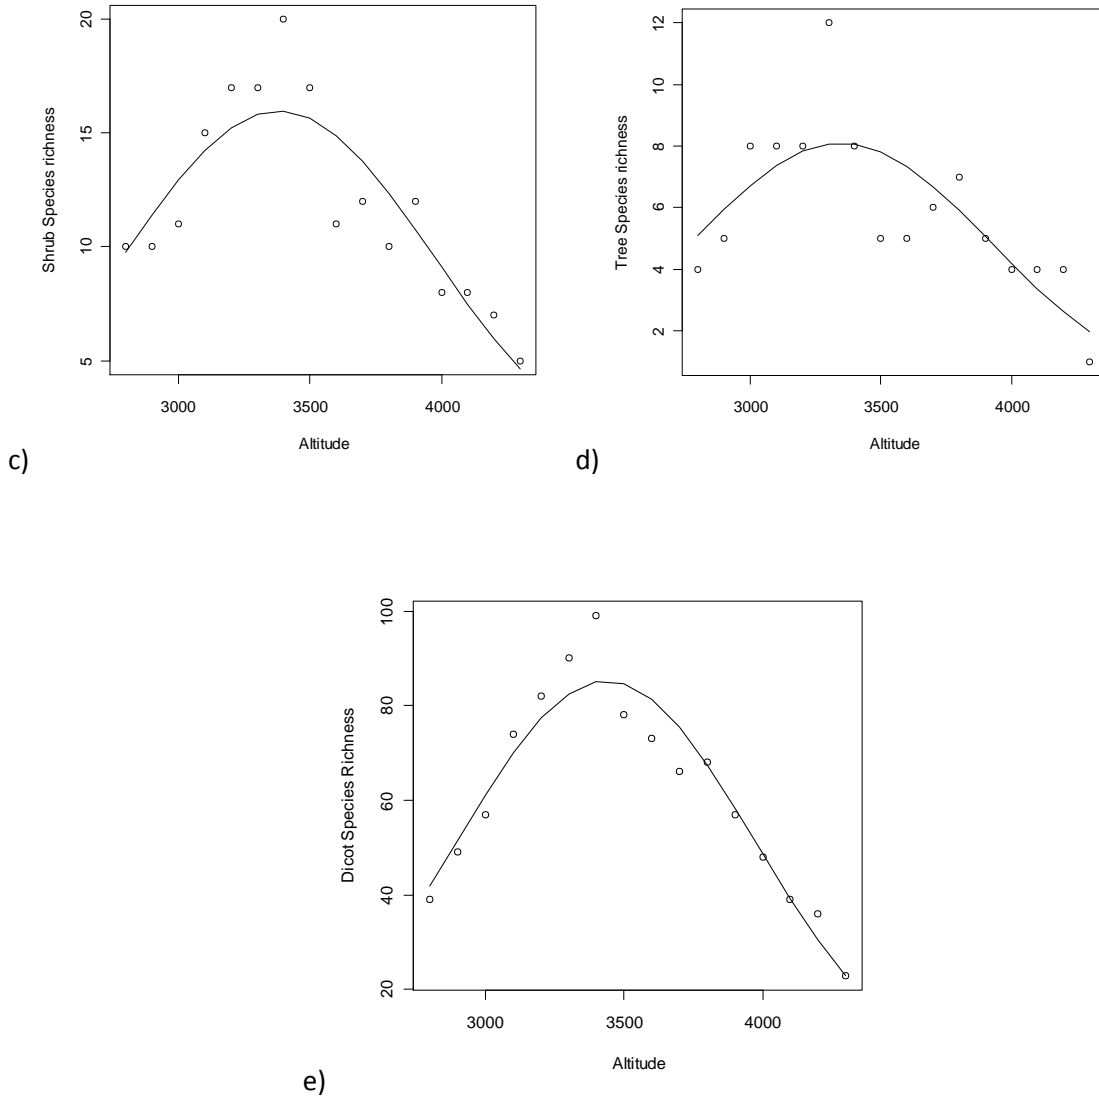 Shrub Species richness
20
15
10
5
3000 3500 4000
Altitude
c)
Tree Species richness
12
10
8
6
4
2
3000 3500 4000
Altitude
d)
Dicot Species Richness
100
80
60
40
20
3000 3500 4000
Altitude
e)